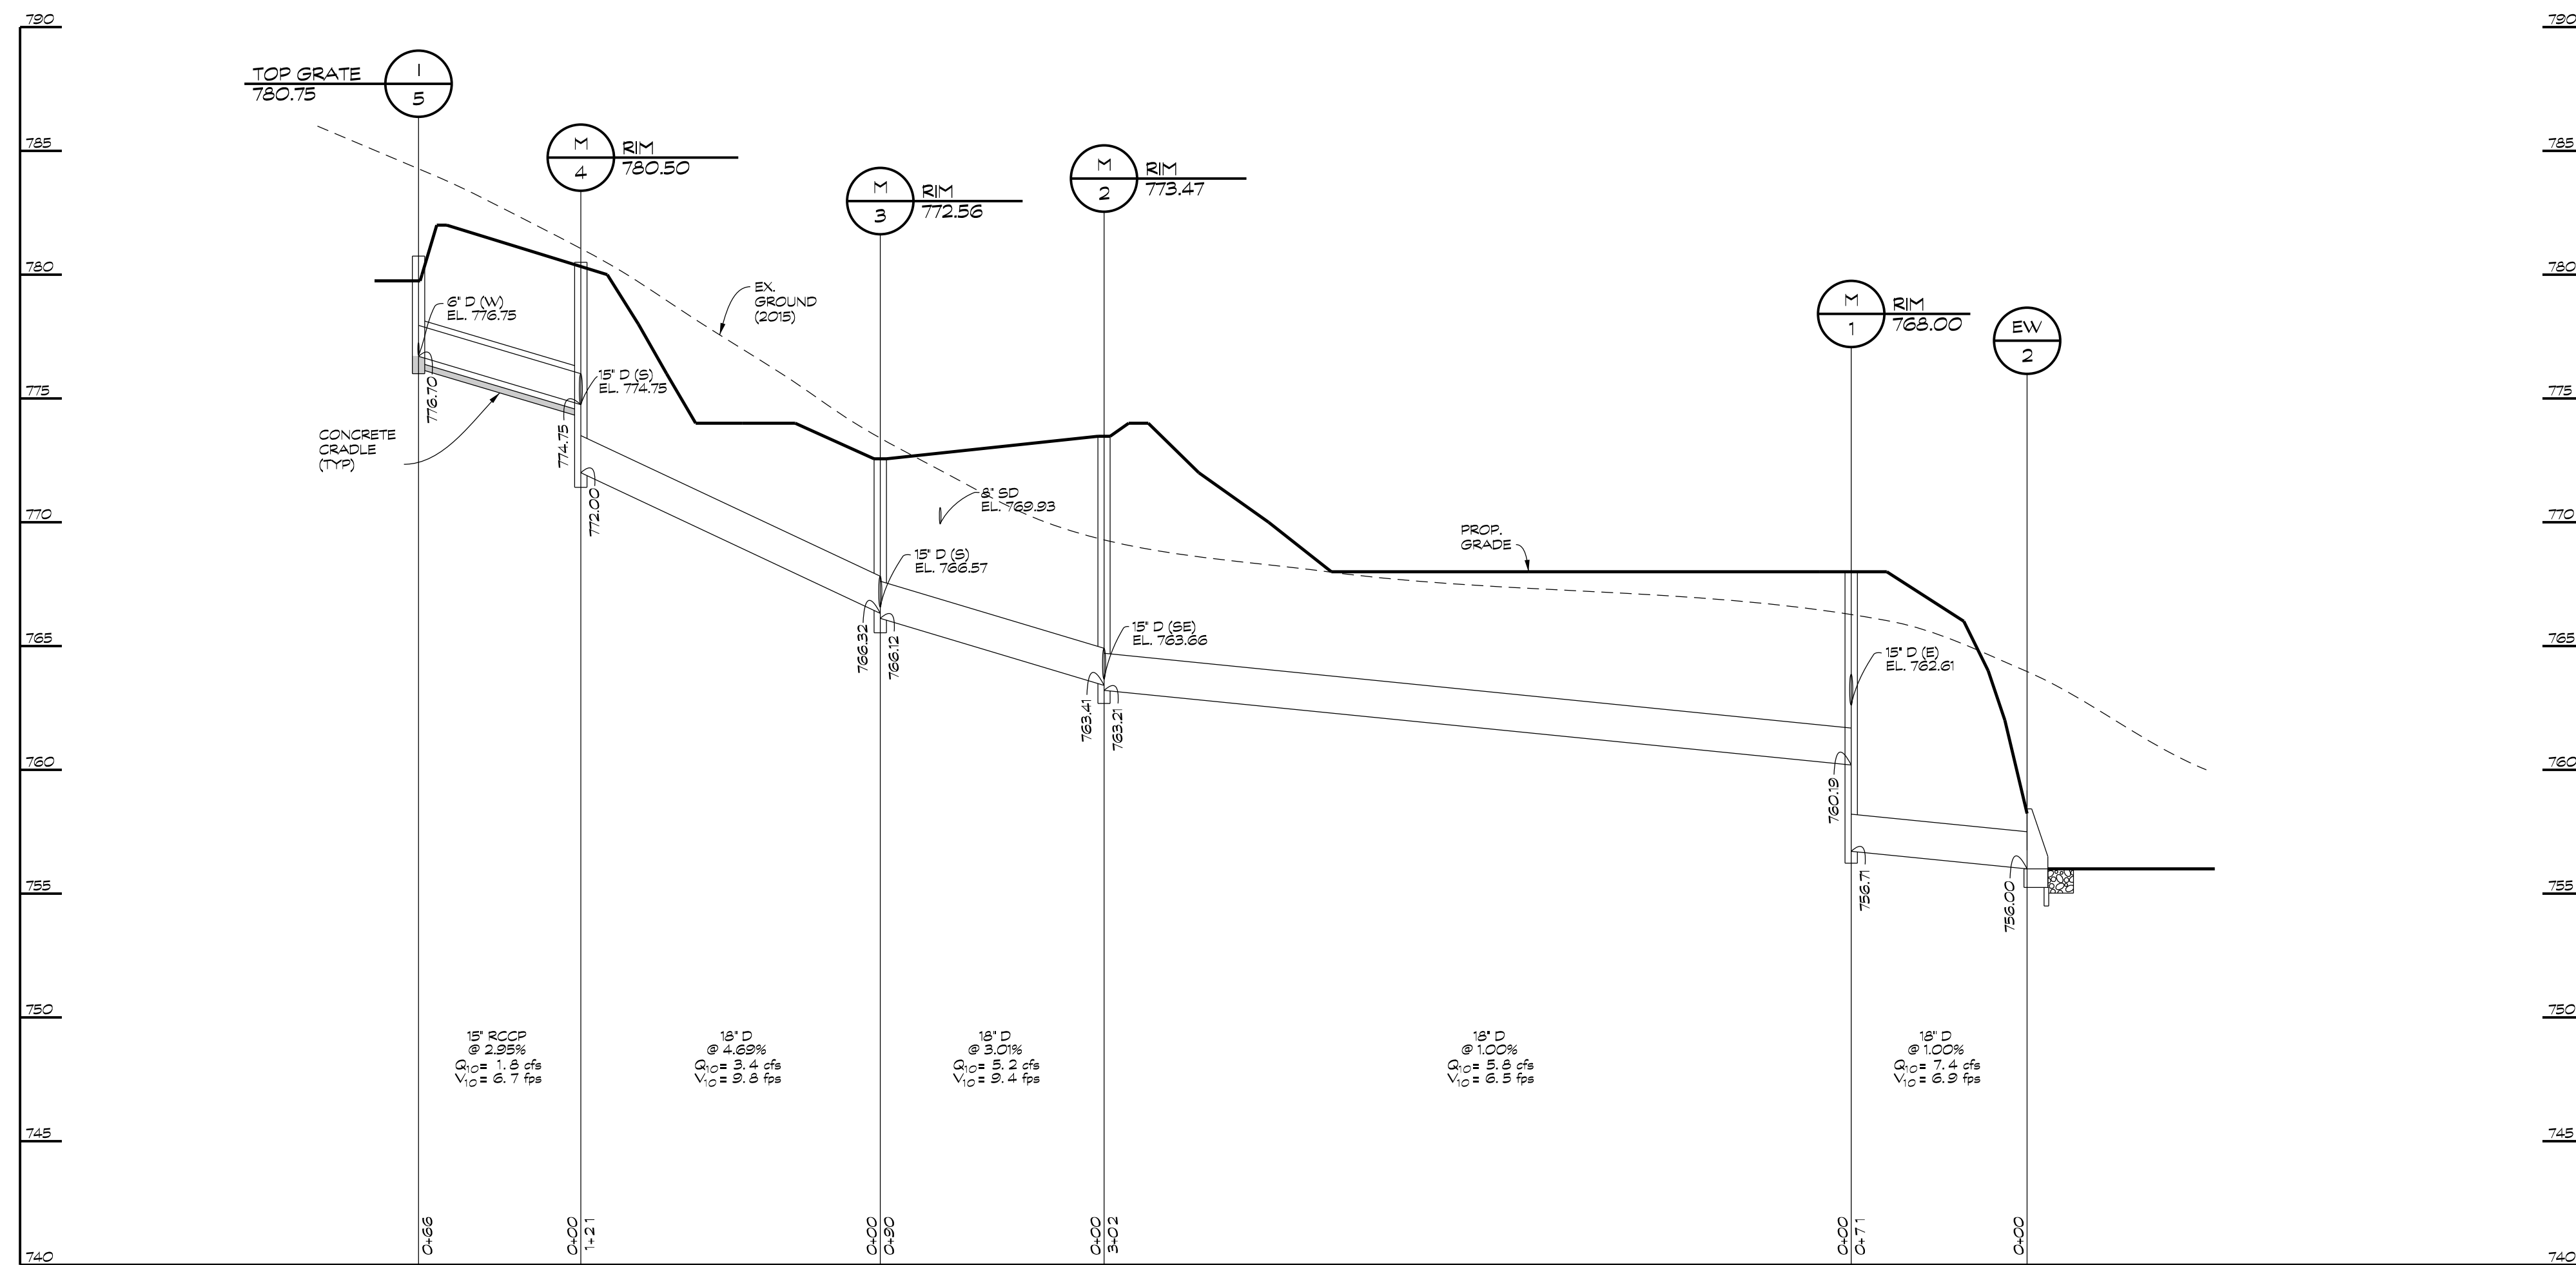 790
790
TOP GRATE
780.75
I
5
785
785
M
4
RIM
780.50
M
3
RIM
772.56
M
2
RIM
773.47
780
780
6" D (W)
EL. 776.75
EX.
GROUND
(2015)
M
1
RIM
768.00
EW
2
775
775
776.70
15" D (S)
EL. 774.75
774.75
CONCRETE
CRADLE
(TYP)
772.00
770
770
8" SD
EL. 769.93
PROP.
GRADE
15" D (S)
EL. 766.57
766.32
766.12
765
765
15" D (SE)
EL. 763.66
763.41
763.21
15" D (E)
EL. 762.61
760
760
760.19
756.71
756.00
755
755
750
750
15" RCCP
@ 2.95%
Q10= 1.8 cfs
V10= 6.7 fps
18" D
@ 4.69%
Q10= 3.4 cfs
V10= 9.8 fps
18" D
@ 3.01%
Q10= 5.2 cfs
V10= 9.4 fps
18" D
@ 1.00%
Q10= 5.8 cfs
V10= 6.5 fps
18" D
@ 1.00%
Q10= 7.4 cfs
V10= 6.9 fps
745
745
0+66
0+00
1+21
0+00
0+90
0+00
3+02
0+00
0+71
0+00
740
740